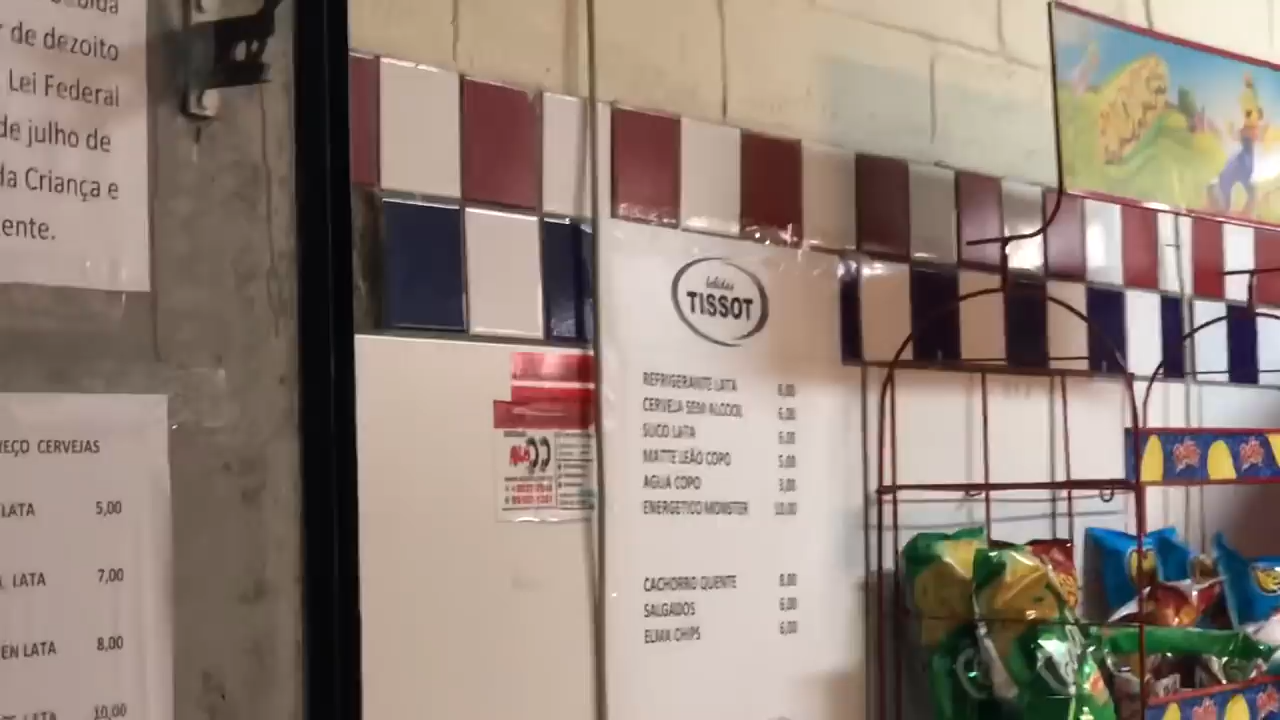 de dezoito
Lei Federal
de julho de
da Criança e
ente.
EÇO CERVEJAS
LATA 5,00
LATA 7,00
EN LATA 8,00
10,00
bebidas
TISSOT
REFRIGERANTE LATA 6,00
CERVEJA SEM ALCOOL 6,00
SUCO LATA 6,00
MATTE LEÃO COPO 5,00
AGUA COPO 3,00
ENERGETICO MONSTER 10,00
CACHORRO QUENTE 8,00
SALGADOS 6,00
ELMA CHIPS 6,00